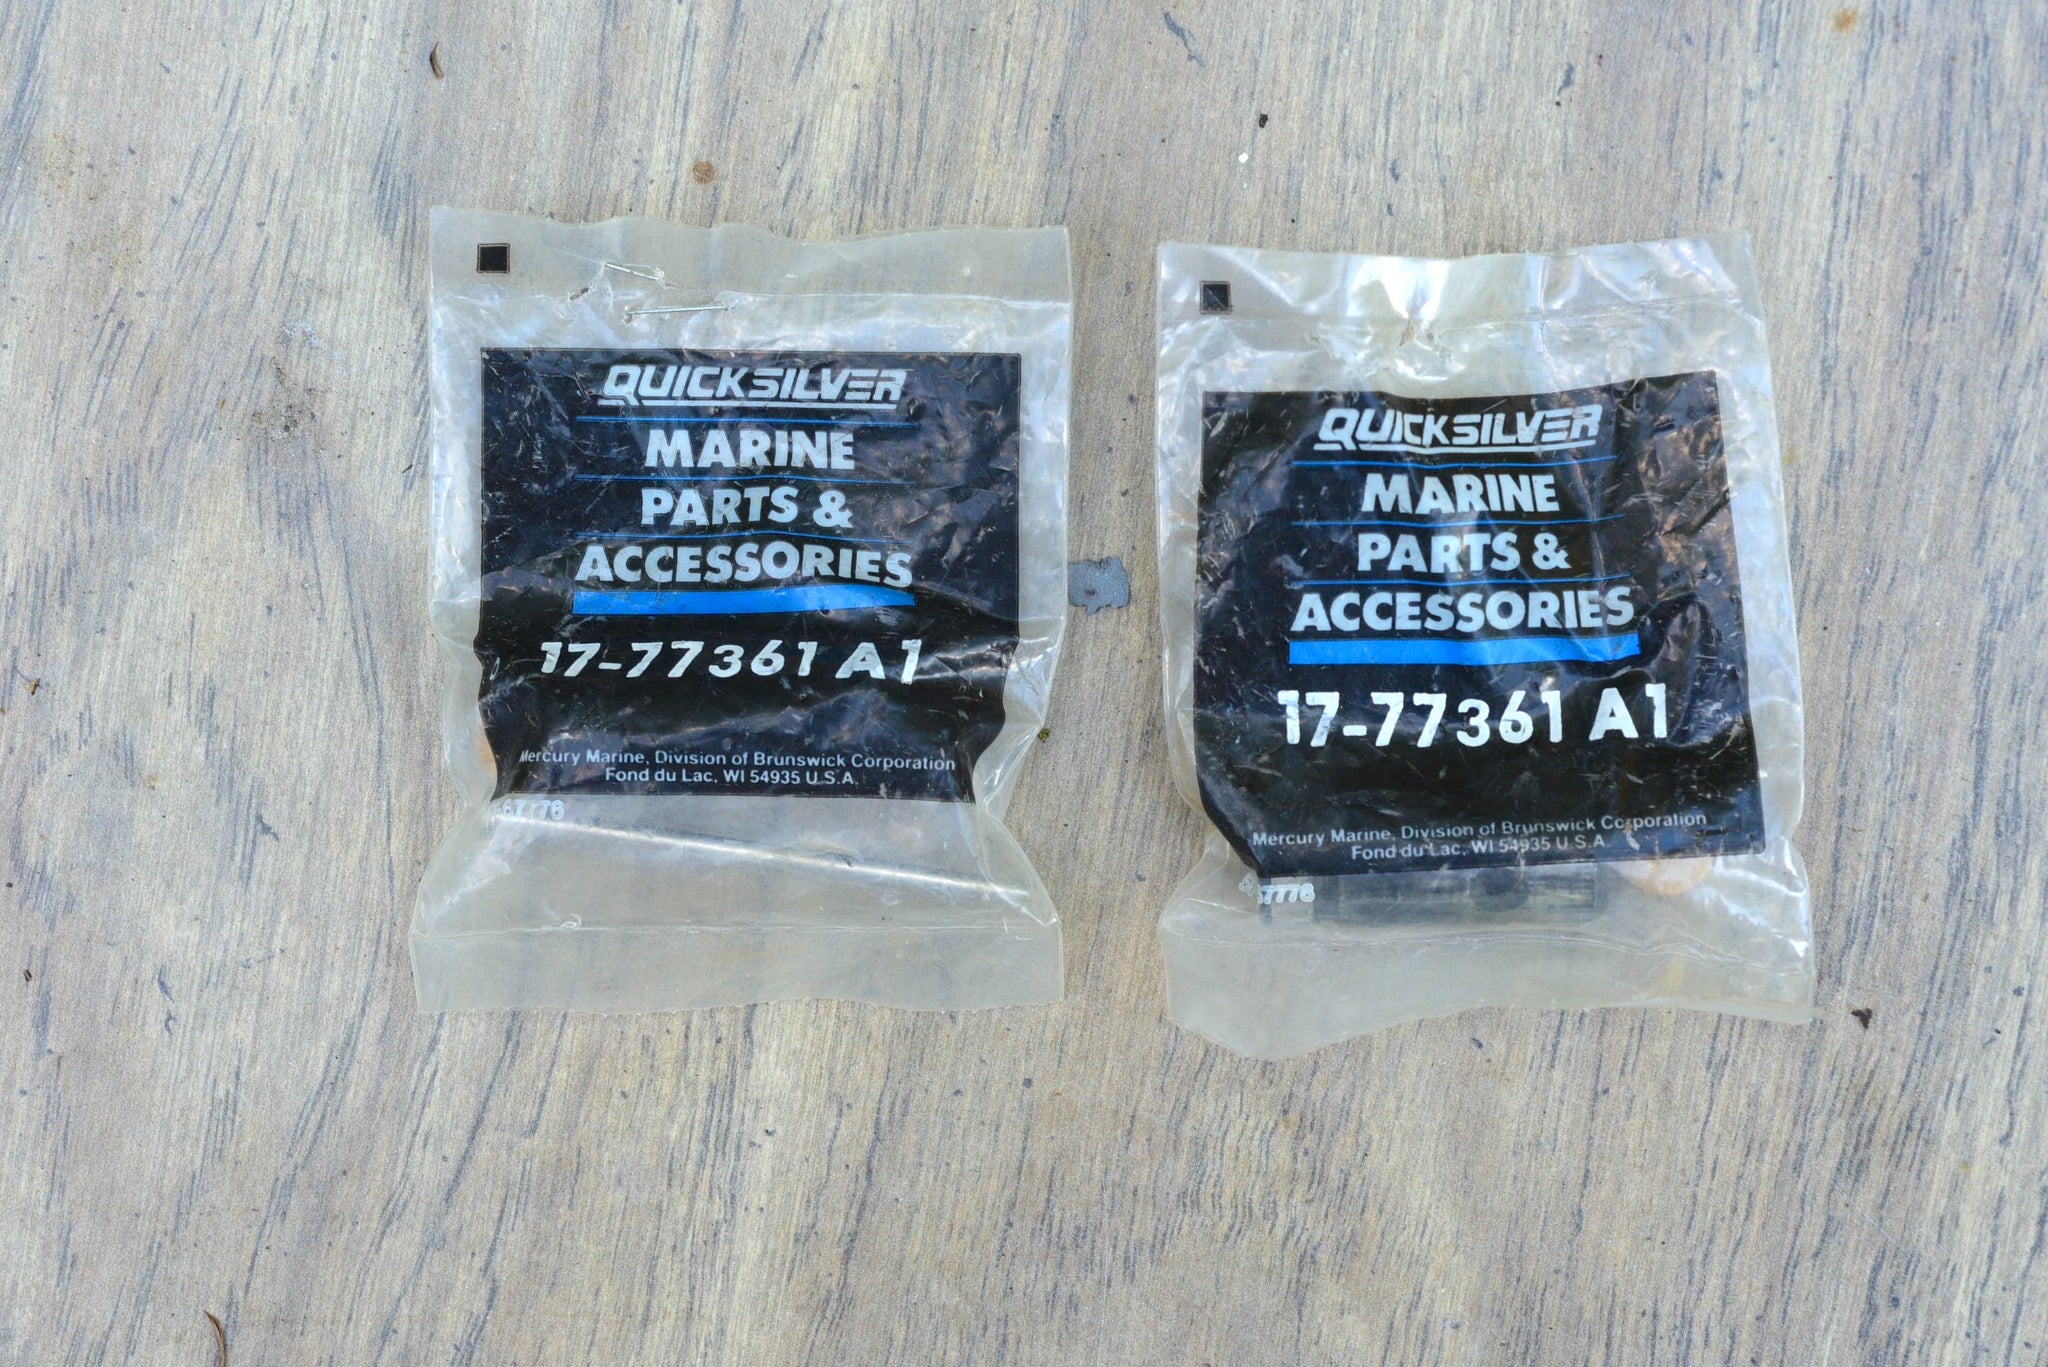 QUICKSILVER
MARINE
PARTS &
ACCESSORIES
17-77361 A1
Mercury Marine, Division of Brunswick Corporation
Fond du Lac, WI 54935 U.S.A.
QUICKSILVER
MARINE
PARTS &
ACCESSORIES
17-77361 A1
Mercury Marine, Division of Brunswick Corporation
Fond du Lac, WI 54935 U.S.A.